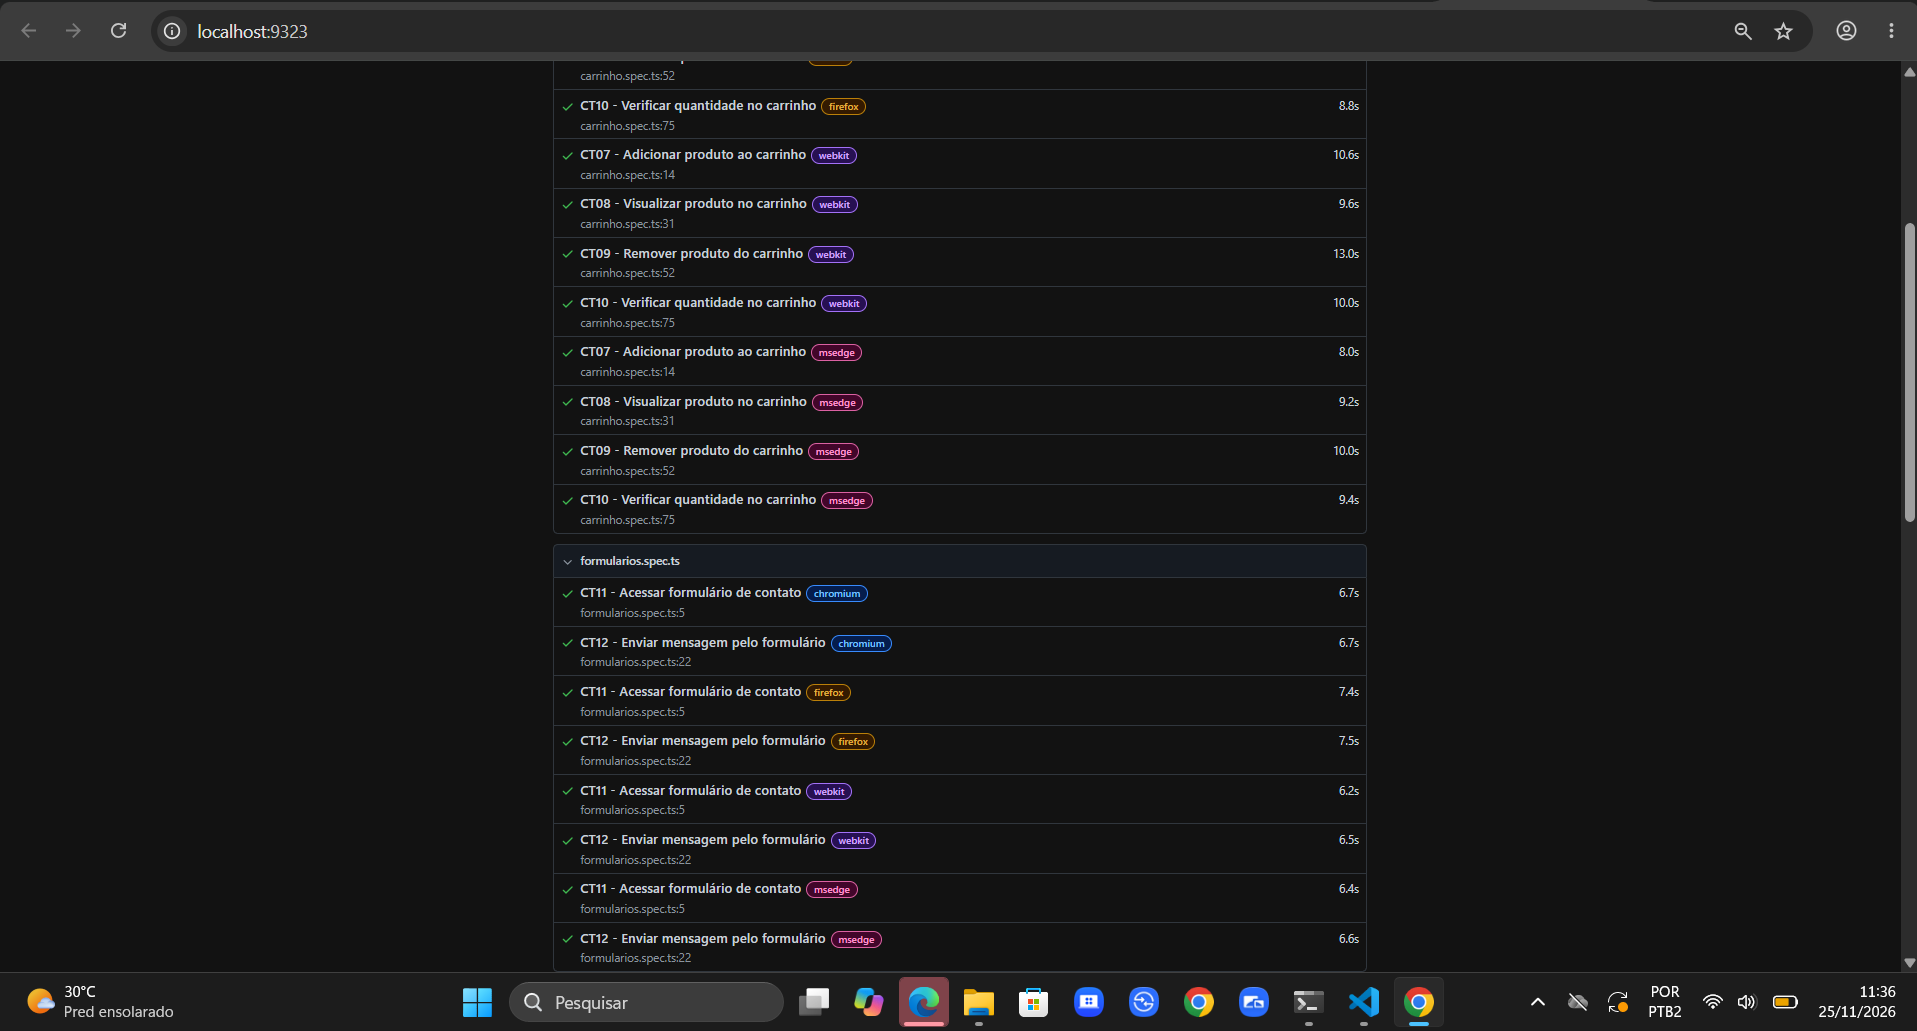 localhost:9323
carrinho.spec.ts:52
CT10 - Verificar quantidade no carrinho firefox 8.8s
carrinho.spec.ts:75
CT07 - Adicionar produto ao carrinho webkit 10.6s
carrinho.spec.ts:14
CT08 - Visualizar produto no carrinho webkit 9.6s
carrinho.spec.ts:31
CT09 - Remover produto do carrinho webkit 13.0s
carrinho.spec.ts:52
CT10 - Verificar quantidade no carrinho webkit 10.0s
carrinho.spec.ts:75
CT07 - Adicionar produto ao carrinho msedge 8.0s
carrinho.spec.ts:14
CT08 - Visualizar produto no carrinho msedge 9.2s
carrinho.spec.ts:31
CT09 - Remover produto do carrinho msedge 10.0s
carrinho.spec.ts:52
CT10 - Verificar quantidade no carrinho msedge 9.4s
carrinho.spec.ts:75
formularios.spec.ts
CT11 - Acessar formulário de contato chromium 6.7s
formularios.spec.ts:5
CT12 - Enviar mensagem pelo formulário chromium 6.7s
formularios.spec.ts:22
CT11 - Acessar formulário de contato firefox 7.4s
formularios.spec.ts:5
CT12 - Enviar mensagem pelo formulário firefox 7.5s
formularios.spec.ts:22
CT11 - Acessar formulário de contato webkit 6.2s
formularios.spec.ts:5
CT12 - Enviar mensagem pelo formulário webkit 6.5s
formularios.spec.ts:22
CT11 - Acessar formulário de contato msedge 6.4s
formularios.spec.ts:5
CT12 - Enviar mensagem pelo formulário msedge 6.6s
formularios.spec.ts:22
30°C
Pred ensolarado
Pesquisar
POR
PTB2
11:36
25/11/2026